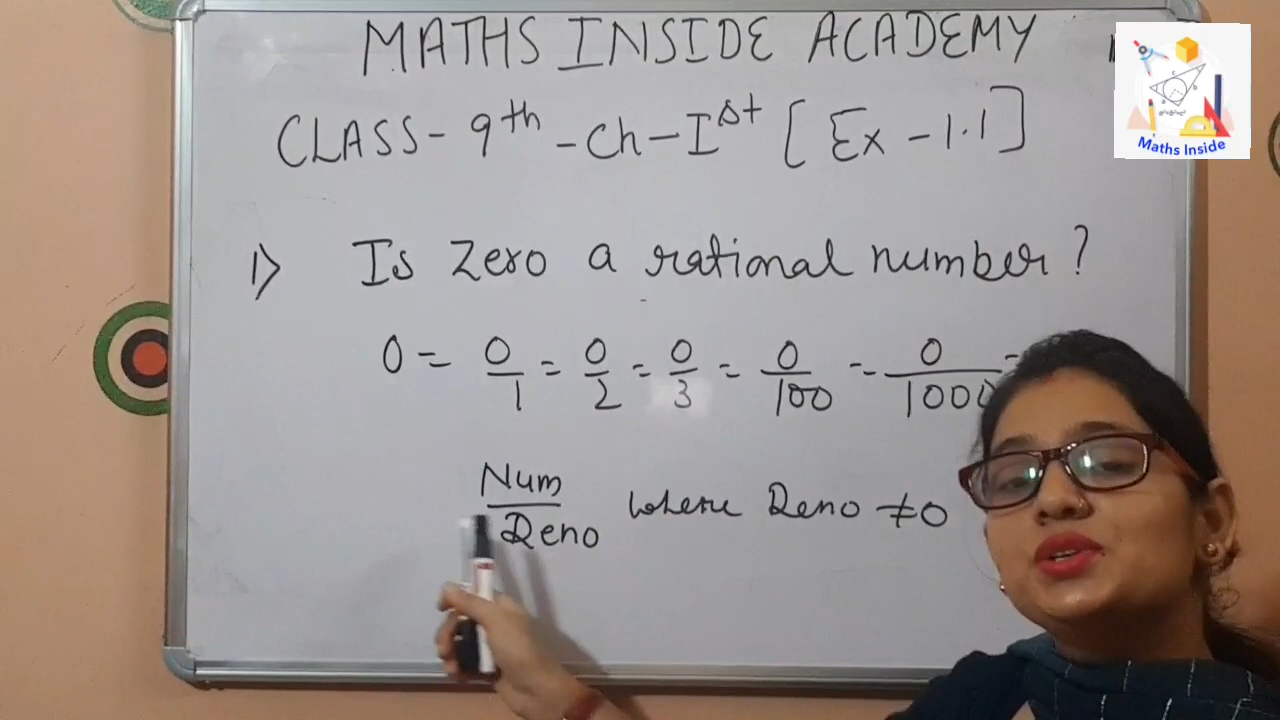 MATHS INSIDE ACADEMY
CLASS - 9th - Ch - Ist [Ex - 1.1]
1) Is Zero a rational number?
0 = 0/1 = 0/2 = 0/3 = 0/100 = 0/1000 =
Num/Deno where Deno ≠ 0
Maths Inside